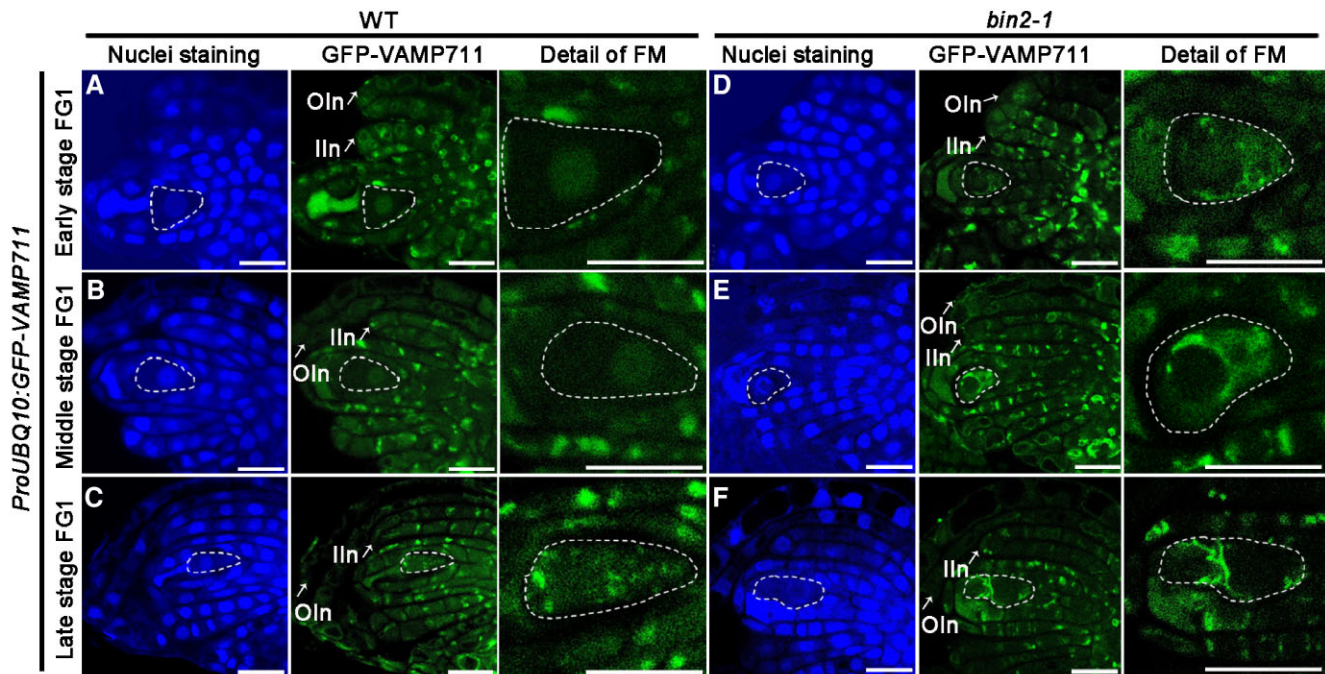 WT bin2-1
Nuclei staining GFP-VAMP711 Detail of FM Nuclei staining GFP-VAMP711 Detail of FM
ProUBQ10:GFP-VAMP711
Early stage FG1
A OIn IIn D OIn IIn
Middle stage FG1
B IIn OIn E OIn IIn
Late stage FG1
C IIn OIn F IIn OIn